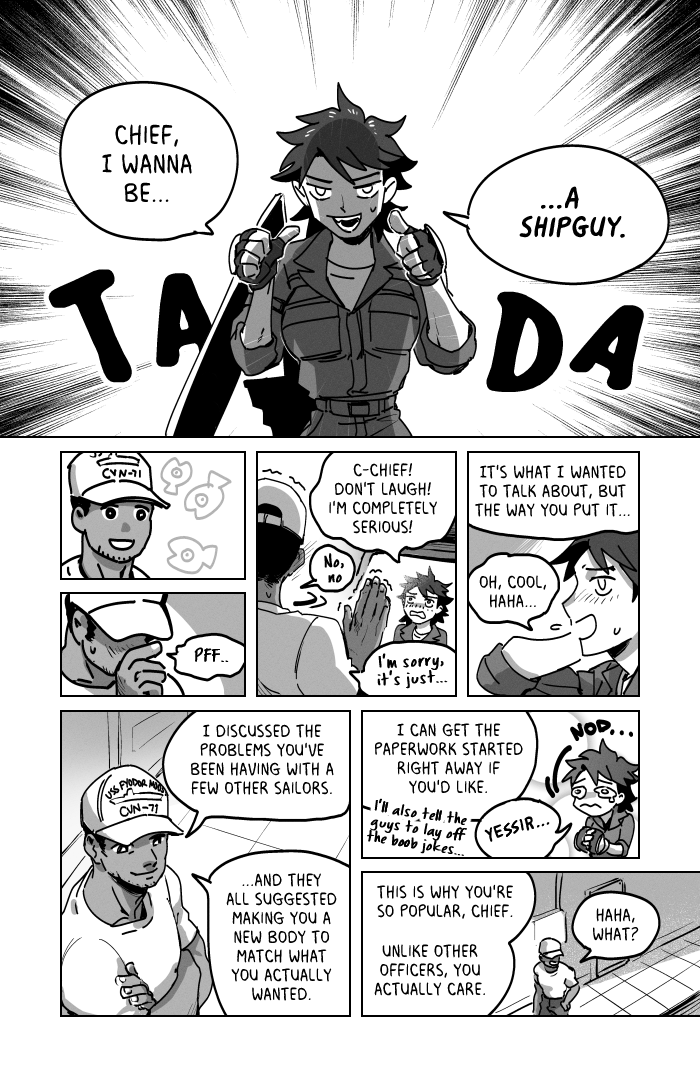 CHIEF,
I WANNA
BE...
...A
SHIPGUY.
TA DA
CVN-71
PFF..
C-CHIEF!
DON'T LAUGH!
I'M COMPLETELY
SERIOUS!
No,
no
I'm sorry,
it's just...
IT'S WHAT I WANTED
TO TALK ABOUT, BUT
THE WAY YOU PUT IT...
OH, COOL,
HAHA...
I DISCUSSED THE
PROBLEMS YOU'VE
BEEN HAVING WITH A
FEW OTHER SAILORS.
USS FYODOR
CVN-71
...AND THEY
ALL SUGGESTED
MAKING YOU A
NEW BODY TO
MATCH WHAT
YOU ACTUALLY
WANTED.
I CAN GET THE
PAPERWORK STARTED
RIGHT AWAY IF
YOU'D LIKE.
NOD...
I'll also tell the
guys to lay off
the boob jokes...
YESSIR...
THIS IS WHY YOU'RE
SO POPULAR, CHIEF.
UNLIKE OTHER
OFFICERS, YOU
ACTUALLY CARE.
HAHA,
WHAT?